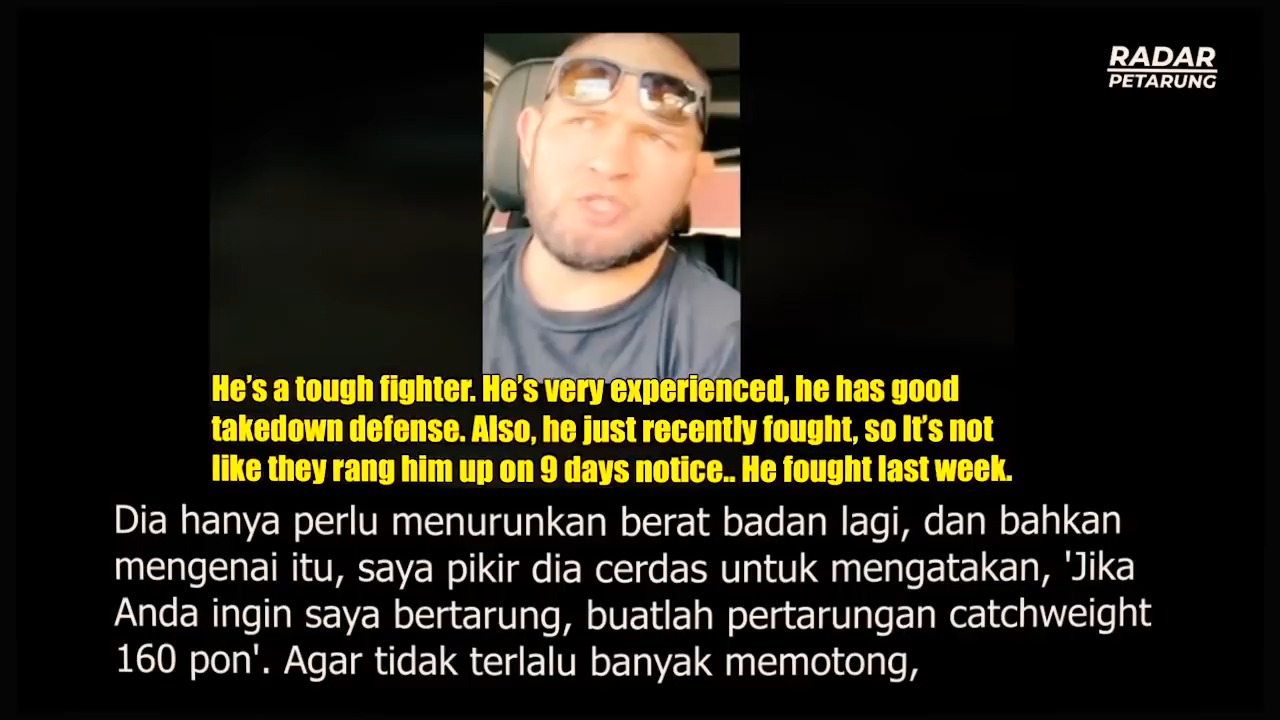 RADAR
PETARUNG
He's a tough fighter. He's very experienced, he has good
takedown defense. Also, he just recently fought, so It's not
like they rang him up on 9 days notice.. He fought last week.
Dia hanya perlu menurunkan berat badan lagi, dan bahkan
mengenai itu, saya pikir dia cerdas untuk mengatakan, 'Jika
Anda ingin saya bertarung, buatlah pertarungan catchweight
160 pon'. Agar tidak terlalu banyak memotong,